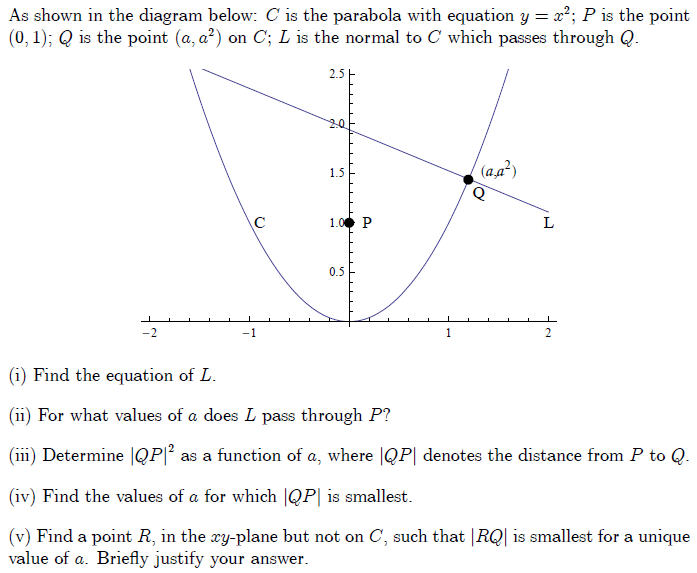 As shown in the diagram below: C is the parabola with equation y = x²; P is the point
(0, 1); Q is the point (a, a²) on C; L is the normal to C which passes through Q.
2.5
2.0
1.5
(a,a²)
Q
C
1.0
P
L
0.5
-2
-1
1
2
(i) Find the equation of L.
(ii) For what values of a does L pass through P?
(iii) Determine |QP|² as a function of a, where |QP| denotes the distance from P to Q.
(iv) Find the values of a for which |QP| is smallest.
(v) Find a point R, in the xy-plane but not on C, such that |RQ| is smallest for a unique
value of a. Briefly justify your answer.